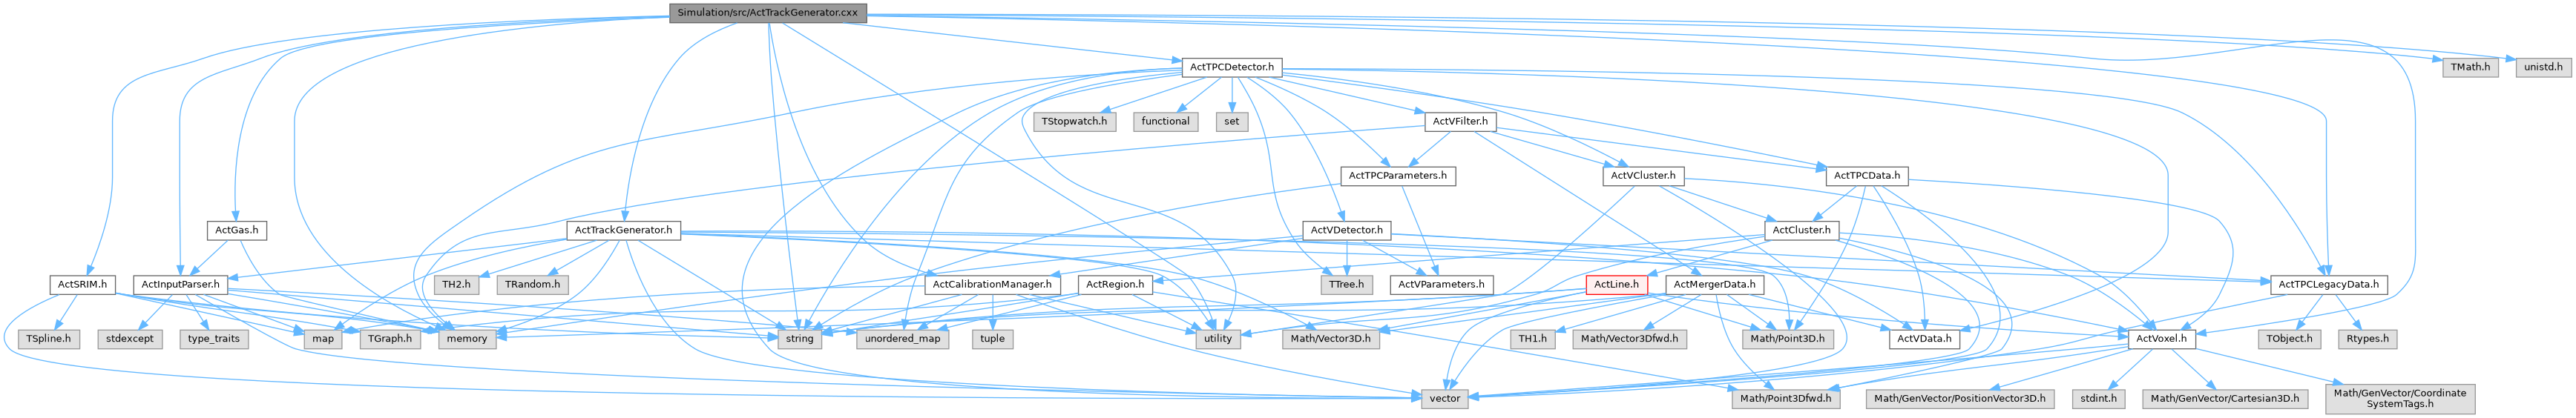 Simulation/src/ActTrackGenerator.cxx
ActTPCDetector.h
TMath.h
unistd.h
TStopwatch.h
functional
set
ActVFilter.h
ActTPCParameters.h
ActVCluster.h
ActTPCData.h
ActGas.h
ActTrackGenerator.h
ActVDetector.h
ActCluster.h
ActSRIM.h
ActInputParser.h
TH2.h
TRandom.h
ActCalibrationManager.h
ActRegion.h
TTree.h
ActVParameters.h
ActLine.h
ActMergerData.h
ActTPCLegacyData.h
TSpline.h
stdexcept
type_traits
map
TGraph.h
memory
string
unordered_map
tuple
utility
Math/Vector3D.h
TH1.h
Math/Vector3Dfwd.h
Math/Point3D.h
ActVData.h
ActVoxel.h
TObject.h
Rtypes.h
vector
Math/Point3Dfwd.h
Math/GenVector/PositionVector3D.h
stdint.h
Math/GenVector/Cartesian3D.h
Math/GenVector/Coordinate
SystemTags.h